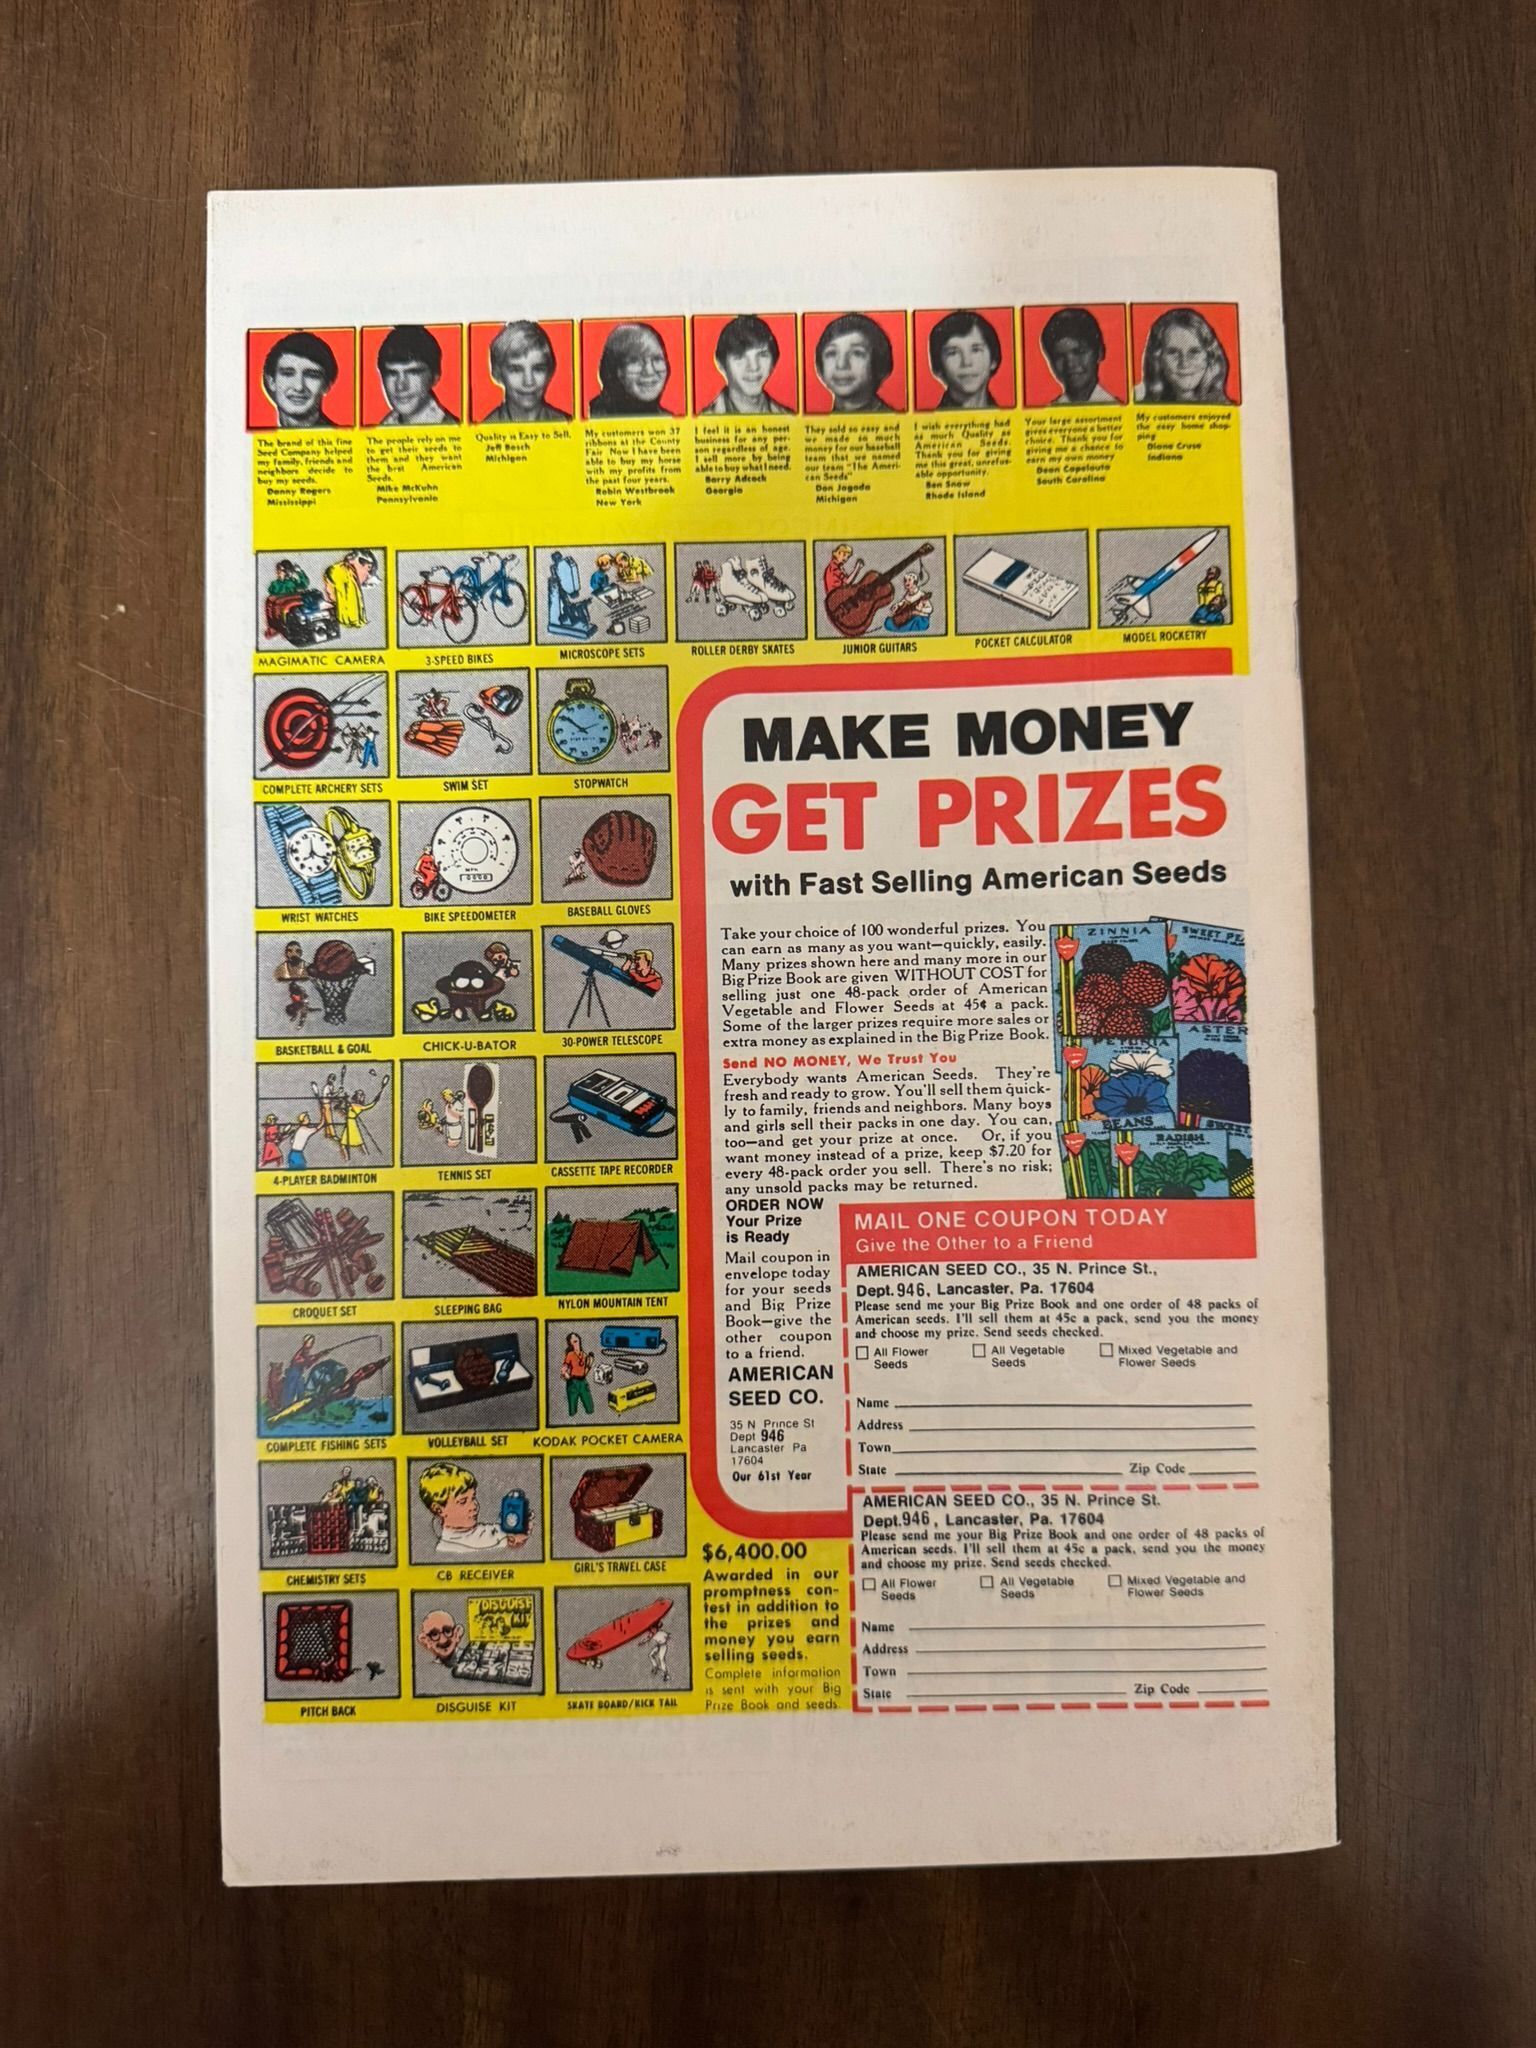 The brand of this fine
Seed Company helped
my family, friends and
neighbors decide to
buy my seeds.
Danny Rogers
Mississippi
The people rely on me
to get their seeds to
them and they want
the best American
Seeds.
Mike McKuhn
Pennsylvania
Quality is Easy to Sell.
Jeff Bosch
Michigan
My customers won 37
ribbons at the County
Fair. Now I have been
able to buy my horse
with my profits from
the past four years.
Robin Westbrook
New York
I feel it is an honest
business for any per-
son regardless of age.
I sell more by being
able to buy what I need.
Barry Adcock
Georgia
They sold so easy and
we made so much
money for our baseball
team that we named
our team "The Ameri-
can Seeds"
Don Jagoda
Michigan
I wish everything had
as much Quality as
American Seeds.
Thank you for giving
me this great, unrefus-
able opportunity.
Ben Snow
Rhode Island
Your large assortment
gives everyone a better
choice. Thank you for
giving me a chance to
earn my own money
Dean Capelouto
South Carolina
My customers enjoyed
the easy home shop-
ping
Diane Cruse
Indiana
MAGIMATIC CAMERA
3-SPEED BIKES
MICROSCOPE SETS
ROLLER DERBY SKATES
JUNIOR GUITARS
POCKET CALCULATOR
MODEL ROCKETRY
COMPLETE ARCHERY SETS
SWIM SET
STOPWATCH
WRIST WATCHES
MPH
0000
BIKE SPEEDOMETER
BASEBALL GLOVES
BASKETBALL & GOAL
CHICK-U-BATOR
30-POWER TELESCOPE
4-PLAYER BADMINTON
TENNIS SET
CASSETTE TAPE RECORDER
CROQUET SET
SLEEPING BAG
NYLON MOUNTAIN TENT
COMPLETE FISHING SETS
VOLLEYBALL SET
KODAK POCKET CAMERA
CHEMISTRY SETS
CB RECEIVER
GIRL'S TRAVEL CASE
PITCH BACK
DISGUISE
KIT
DISGUISE KIT
SKATE BOARD/KICK TAIL
MAKE MONEY
GET PRIZES
with Fast Selling American Seeds
Take your choice of 100 wonderful prizes. You
can earn as many as you want—quickly, easily.
Many prizes shown here and many more in our
Big Prize Book are given WITHOUT COST for
selling just one 48-pack order of American
Vegetable and Flower Seeds at 45¢ a pack.
Some of the larger prizes require more sales or
extra money as explained in the Big Prize Book.
Send NO MONEY, We Trust You
Everybody wants American Seeds. They're
fresh and ready to grow. You'll sell them quick-
ly to family, friends and neighbors. Many boys
and girls sell their packs in one day. You can,
too—and get your prize at once. Or, if you
want money instead of a prize, keep $7.20 for
every 48-pack order you sell. There's no risk;
any unsold packs may be returned.
ZINNIA
SWEET PE
ASTER
PETUNIA
BEANS
SWEET
RADISH
ORDER NOW
Your Prize
is Ready
Mail coupon in
envelope today
for your seeds
and Big Prize
Book—give the
other coupon
to a friend.
AMERICAN
SEED CO.
35 N Prince St
Dept 946
Lancaster Pa
17604
Our 61st Year
MAIL ONE COUPON TODAY
Give the Other to a Friend
AMERICAN SEED CO., 35 N. Prince St.,
Dept. 946, Lancaster, Pa. 17604
Please send me your Big Prize Book and one order of 48 packs of
American seeds. I'll sell them at 45c a pack, send you the money
and choose my prize. Send seeds checked.
All Flower Seeds
All Vegetable Seeds
Mixed Vegetable and Flower Seeds
Name
Address
Town
State Zip Code
AMERICAN SEED CO., 35 N. Prince St.
Dept. 946, Lancaster, Pa. 17604
Please send me your Big Prize Book and one order of 48 packs of
American seeds. I'll sell them at 45c a pack, send you the money
and choose my prize. Send seeds checked.
All Flower Seeds
All Vegetable Seeds
Mixed Vegetable and Flower Seeds
Name
Address
Town
State Zip Code
$6,400.00
Awarded in our
promptness con-
test in addition to
the prizes and
money you earn
selling seeds.
Complete information
is sent with your Big
Prize Book and seeds.